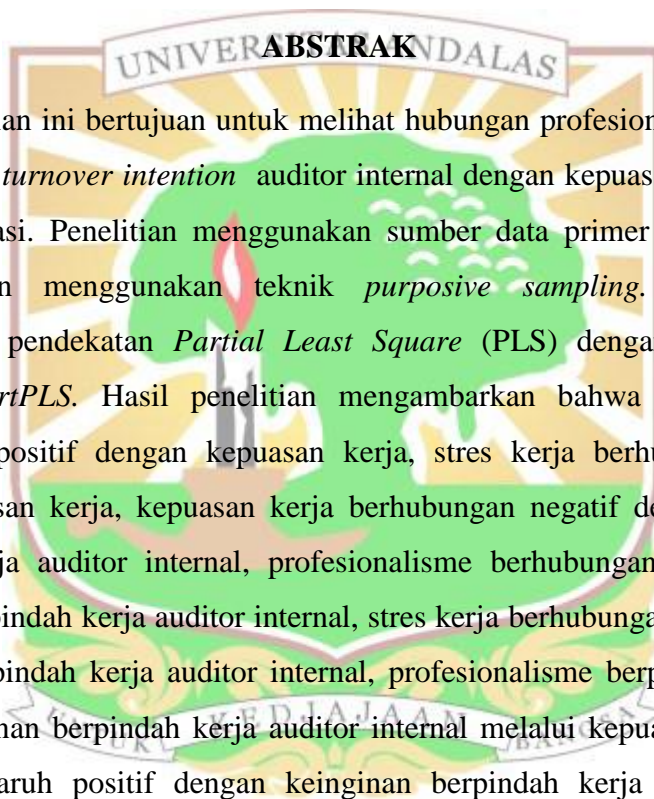 UNIVERSITAS ANDALAS
ABSTRAK
an ini bertujuan untuk melihat hubungan profesion
turnover intention auditor internal dengan kepuas
asi. Penelitian menggunakan sumber data primer
n menggunakan teknik purposive sampling.
pendekatan Partial Least Square (PLS) denga
rtPLS. Hasil penelitian mengambarkan bahwa
positif dengan kepuasan kerja, stres kerja berhu
san kerja, kepuasan kerja berhubungan negatif de
ja auditor internal, profesionalisme berhubungan
pindah kerja auditor internal, stres kerja berhubunga
pindah kerja auditor internal, profesionalisme berp
nan berpindah kerja auditor internal melalui kepua
aruh positif dengan keinginan berpindah kerja
UNTUK KEDJAJAAN BANGSA